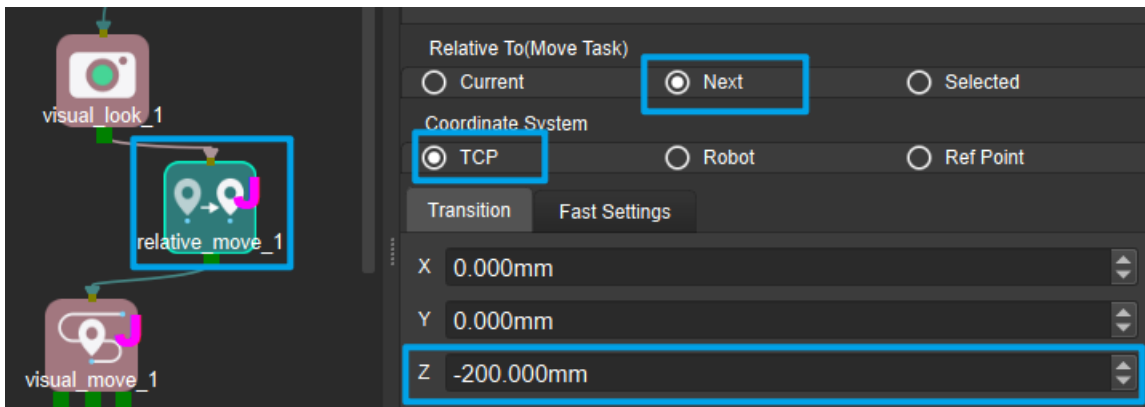 visual_look_1
J
relative_move_1
J
visual_move_1
Relative To(Move Task)
Current Next Selected
Coordinate System
TCP Robot Ref Point
Transition Fast Settings
X 0.000mm
Y 0.000mm
Z -200.000mm